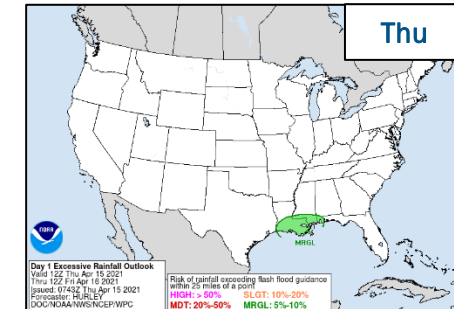 Thu
MRGL
NOAA
Day 1 Excessive Rainfall Outlook
Valid 12Z Thu Apr 15 2021
Thru 12Z Fri Apr 16 2021
Issued: 0743Z Thu Apr 15 2021
Forecaster: HURLEY
DOC/NOAA/NWS/NCEP/WPC
Risk of rainfall exceeding flash flood guidance
within 25 miles of a point
HIGH: > 50% SLGT: 10%-20%
MDT: 20%-50% MRGL: 5%-10%